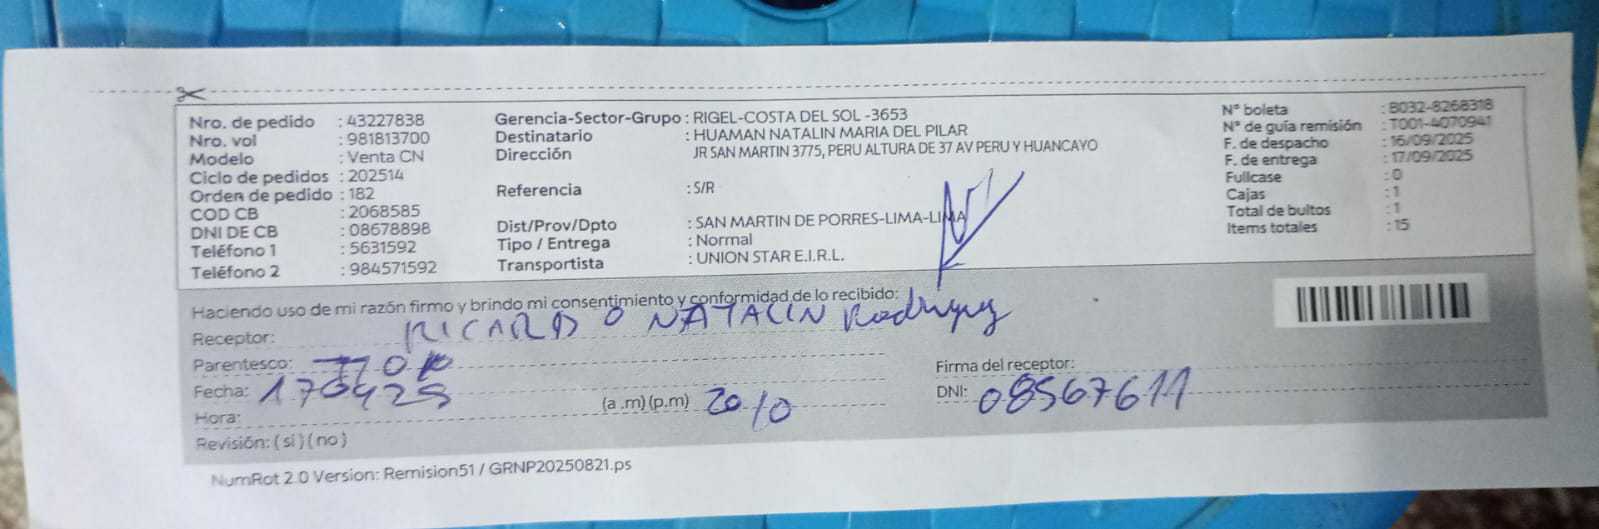 Nro. de pedido : 43227838
Nro. vol : 981813700
Modelo : Venta CN
Ciclo de pedidos : 202514
Orden de pedido : 182
COD CB : 2068585
DNI DE CB : 08678898
Teléfono 1 : 5631592
Teléfono 2 : 984571592
Gerencia-Sector-Grupo : RIGEL-COSTA DEL SOL -3653
Destinatario : HUAMAN NATALIN MARIA DEL PILAR
Dirección JR SAN MARTIN 3775, PERU ALTURA DE 37 AV PERU Y HUANCAYO
Referencia : S/R
Dist/Prov/Dpto : SAN MARTIN DE PORRES-LIMA-LIMA
Tipo / Entrega : Normal
Transportista : UNION STAR E.I.R.L.
N° boleta : B032-8268318
N° de guía remisión : T001-4070941
F. de despacho : 16/09/2025
F. de entrega : 17/09/2025
Fullcase : 0
Cajas : 1
Total de bultos : 1
Items totales : 15
Haciendo uso de mi razón firmo y brindo mi consentimiento y conformidad de lo recibido:
Receptor: RICARDO NATALIN Rodriguez
Parentesco:
Fecha: 170925
Hora: (a .m) (p.m) 20/0
Revisión: ( si ) ( no )
Firma del receptor:
DNI: 08567611
NumRot 2.0 Version: Remision51 / GRNP20250821.ps